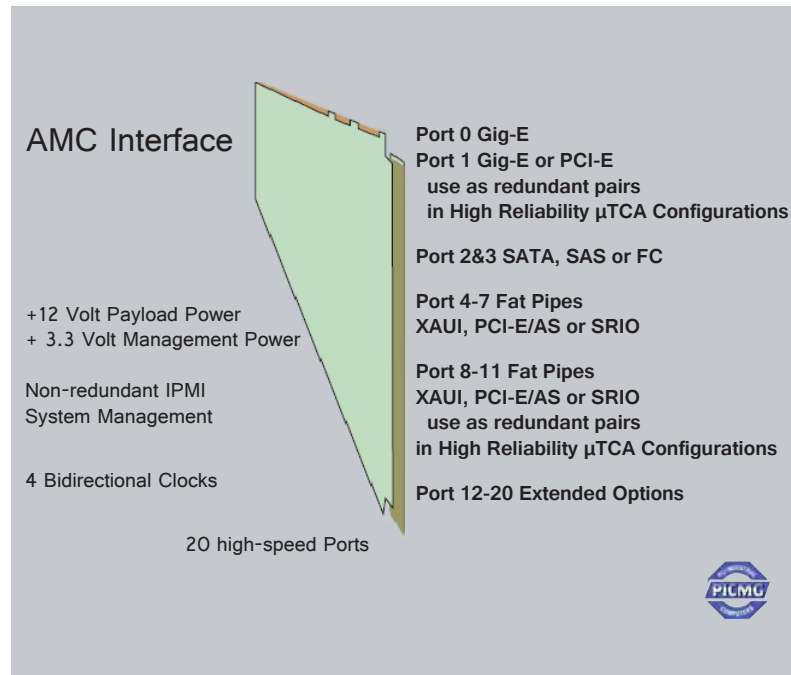 AMC Interface
Port 0 Gig-E
Port 1 Gig-E or PCI-E
use as redundant pairs
in High Reliability µTCA Configurations
Port 2&3 SATA, SAS or FC
+12 Volt Payload Power
+ 3.3 Volt Management Power
Port 4-7 Fat Pipes
XAUI, PCI-E/AS or SRIO
Non-redundant IPMI
System Management
Port 8-11 Fat Pipes
XAUI, PCI-E/AS or SRIO
use as redundant pairs
in High Reliability µTCA Configurations
4 Bidirectional Clocks
Port 12-20 Extended Options
20 high-speed Ports
PICMG
COMPUTERS